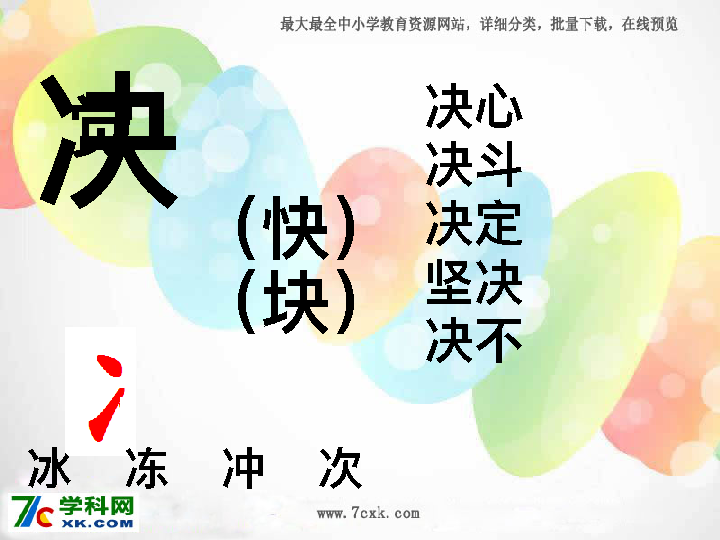 最大最全中小学教育资源网站，详细分类，批量下载，在线预览
决
（快）
（块）
决心
决斗
决定
坚决
决不
冫
冰 冻 冲 次
学科网
XK.COM
www.7cxk.com